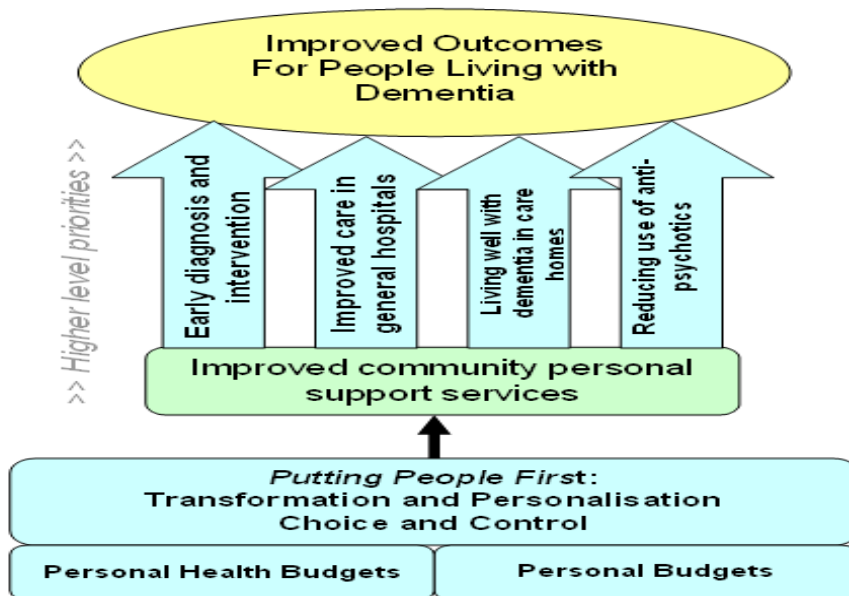 Improved Outcomes
For People Living with
Dementia
>> Higher level priorities >>
Early diagnosis and
intervention
Improved care in
general hospitals
Living well with
dementia in care
homes
Reducing use of anti-
psychotics
Improved community personal
support services
Putting People First:
Transformation and Personalisation
Choice and Control
Personal Health Budgets
Personal Budgets